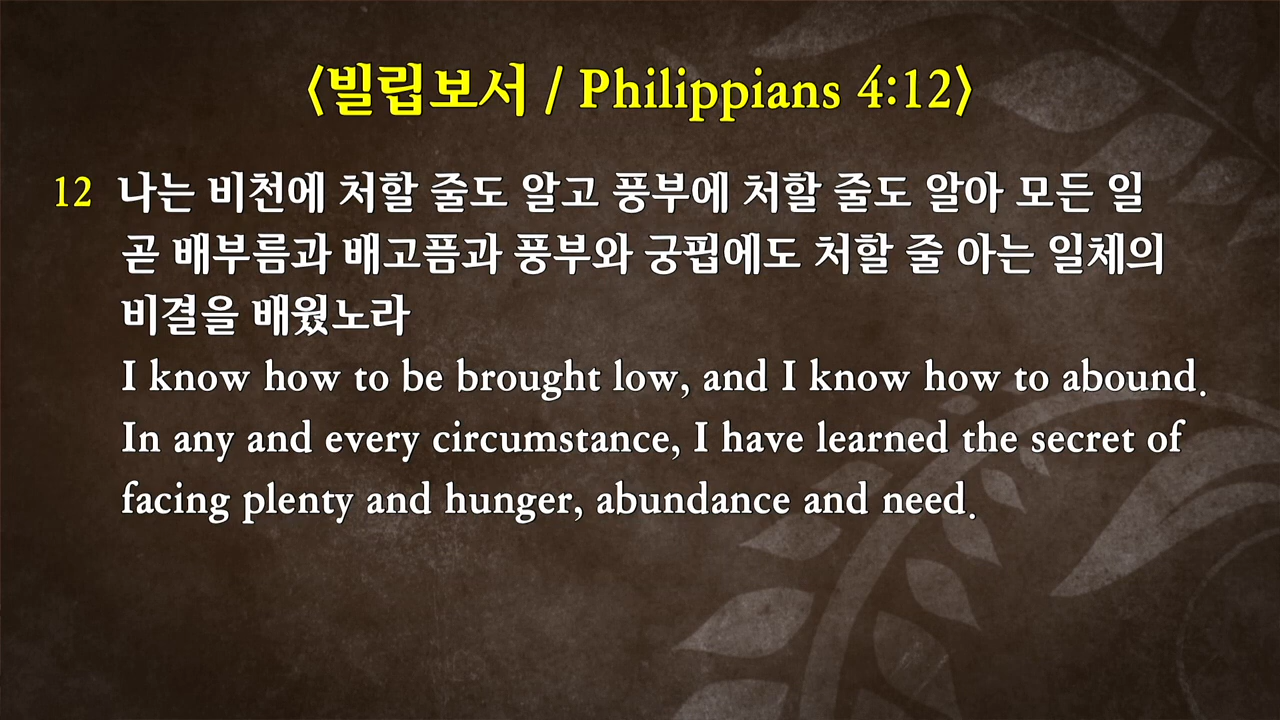 〈빌립보서 / Philippians 4:12〉
12 나는 비천에 처할 줄도 알고 풍부에 처할 줄도 알아 모든 일
곧 배부름과 배고픔과 풍부와 궁핍에도 처할 줄 아는 일체의
비결을 배웠노라
I know how to be brought low, and I know how to abound.
In any and every circumstance, I have learned the secret of
facing plenty and hunger, abundance and need.